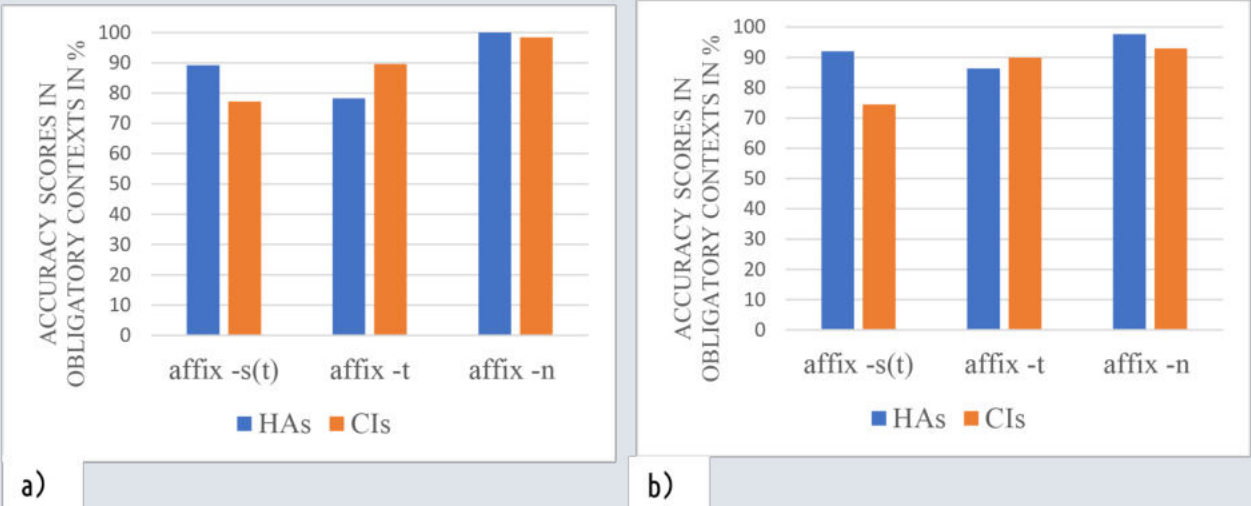 ACCURACY SCORES IN
OBLIGATORY CONTEXTS IN %
100
90
80
70
60
50
40
30
20
10
0
affix -s(t) affix -t affix -n
HAs CIs
a)
ACCURACY SCORES IN
OBLIGATORY CONTEXTS IN %
100
90
80
70
60
50
40
30
20
10
0
affix -s(t) affix -t affix -n
HAs CIs
b)